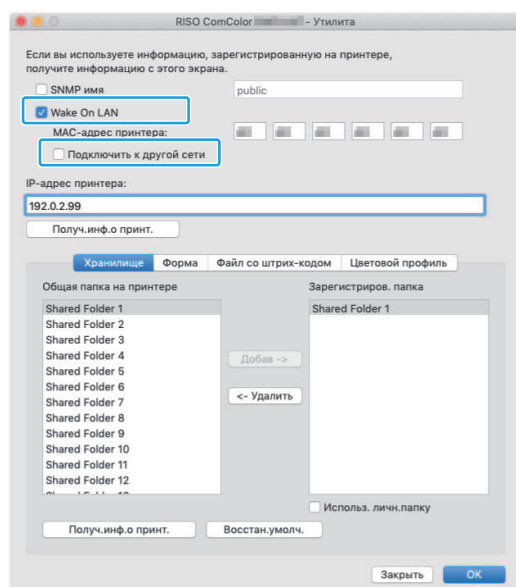 RISO ComColor - Утилита
Если вы используете информацию, зарегистрированную на принтере,
получите информацию с этого экрана.
SNMP имя
public
Wake On LAN
MAC-адрес принтера:
Подключить к другой сети
IP-адрес принтера:
192.0.2.99
Получ.инф.о принт.
Хранилище Форма Файл со штрих-кодом Цветовой профиль
Общая папка на принтере
Зарегистриров. папка
Shared Folder 1
Shared Folder 2
Shared Folder 3
Shared Folder 4
Shared Folder 5
Shared Folder 6
Shared Folder 7
Shared Folder 8
Shared Folder 9
Shared Folder 10
Shared Folder 11
Shared Folder 12
Добав ->
<- Удалить
Shared Folder 1
Использ. личн.папку
Получ.инф.о принт. Восстан.умолч.
Закрыть OK